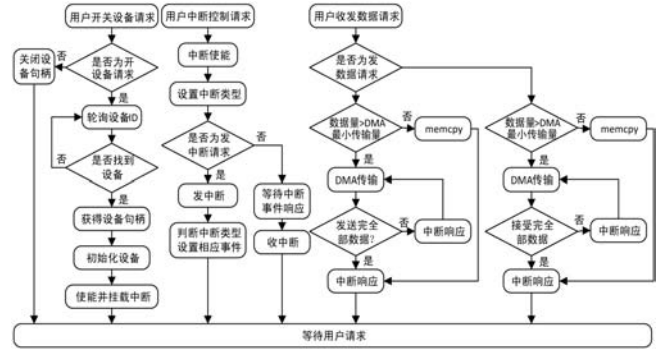 用户开关设备请求
用户中断控制请求
用户收发数据请求
关闭设
备句柄
否
是否为开
设备请求
是
轮询设备ID
否
是否找到
设备
是
获得设备句柄
初始化设备
使能并挂载中断
中断使能
设置中断类型
是否为发
中断请求
否
是
发中断
判断中断类型
设置相应事件
等待中断
事件响应
收中断
是否为发
数据请求
数据量>DMA
最小传输量
否
memcpy
是
DMA传输
发送完全
部数据?
否
中断响应
是
中断响应
数据量>DMA
最小传输量
否
memcpy
是
DMA传输
接受完全
部数据
否
中断响应
是
中断响应
等待用户请求